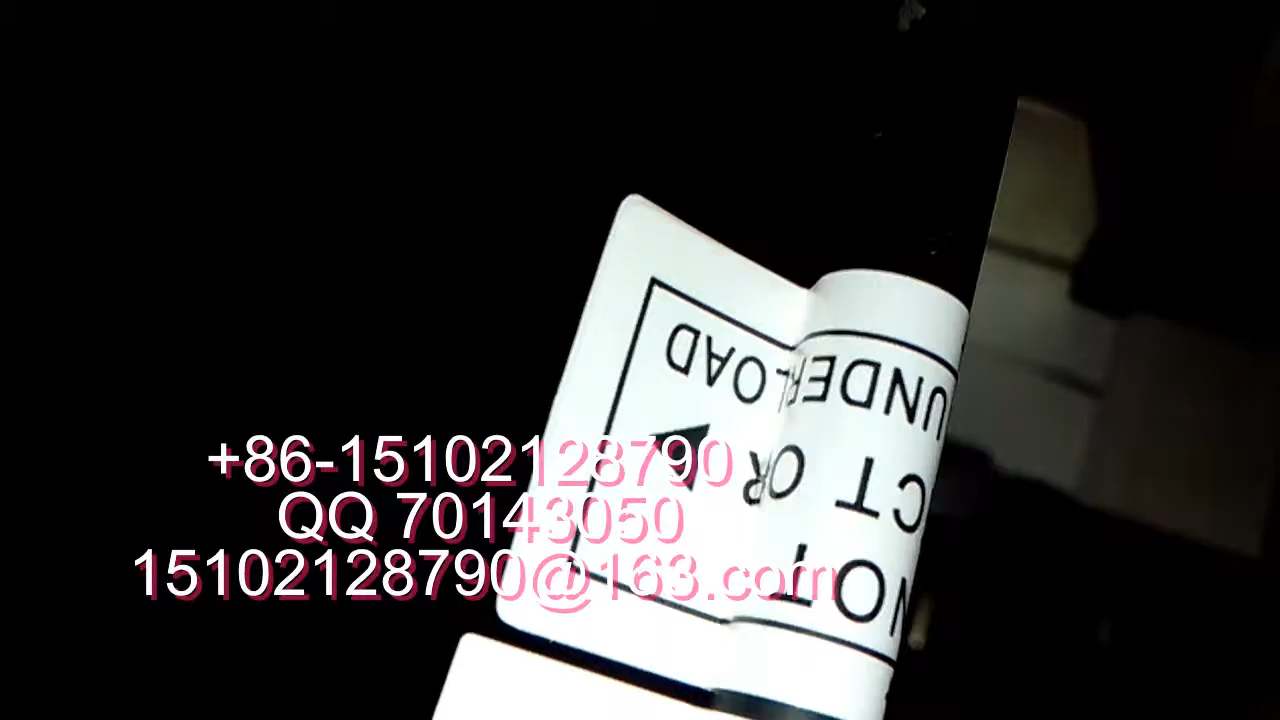 NOT
CT OR
UNDERLOAD
+86-15102128790
QQ 70143050
15102128790@163.com